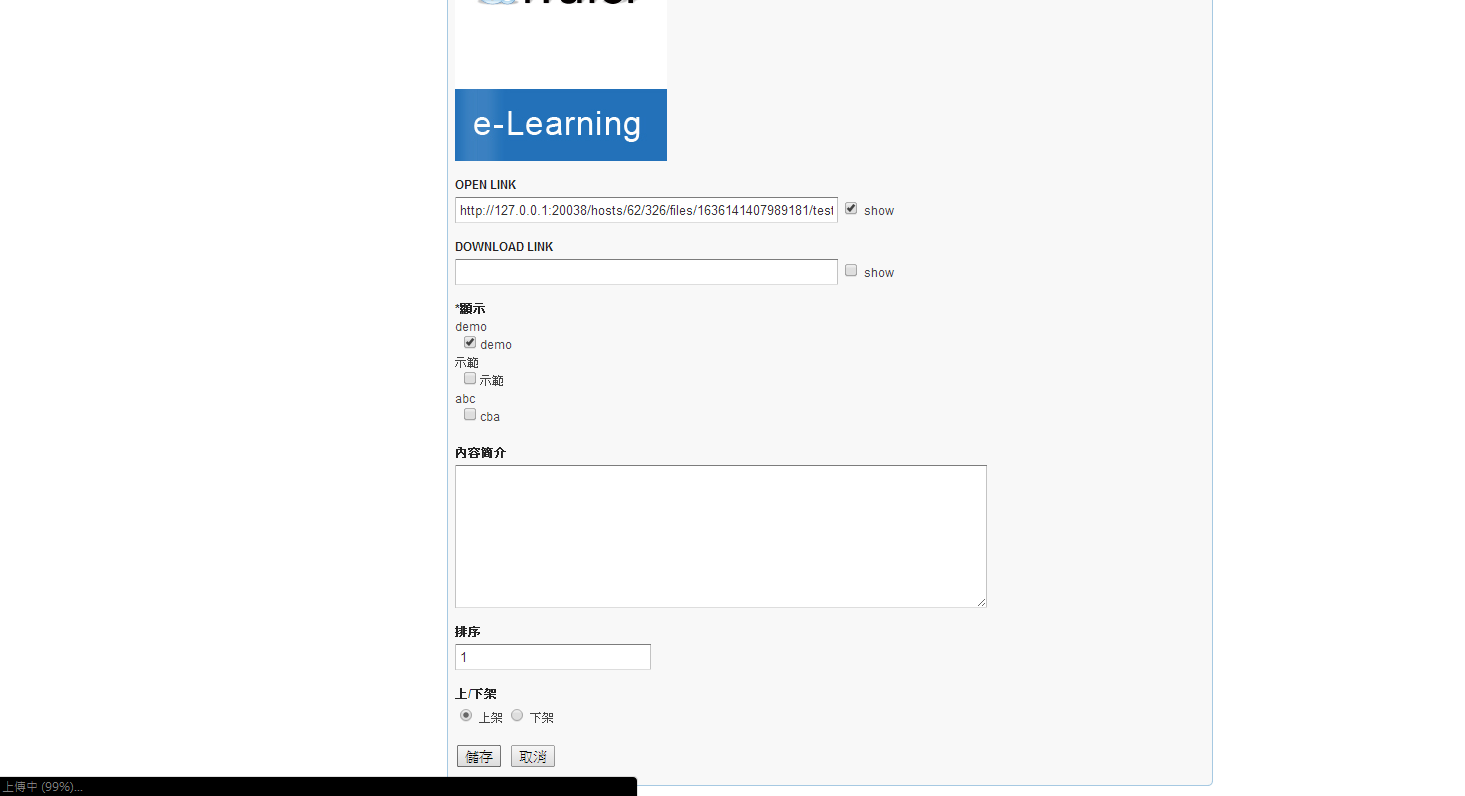 e-Learning
OPEN LINK
http://127.0.0.1:20038/hosts/62/326/files/1636141407989181/test
show
DOWNLOAD LINK
show
*顯示
demo
demo
示範
示範
abc
cba
內容簡介
排序
1
上/下架
上架 下架
儲存 取消
上傳中 (99%)...